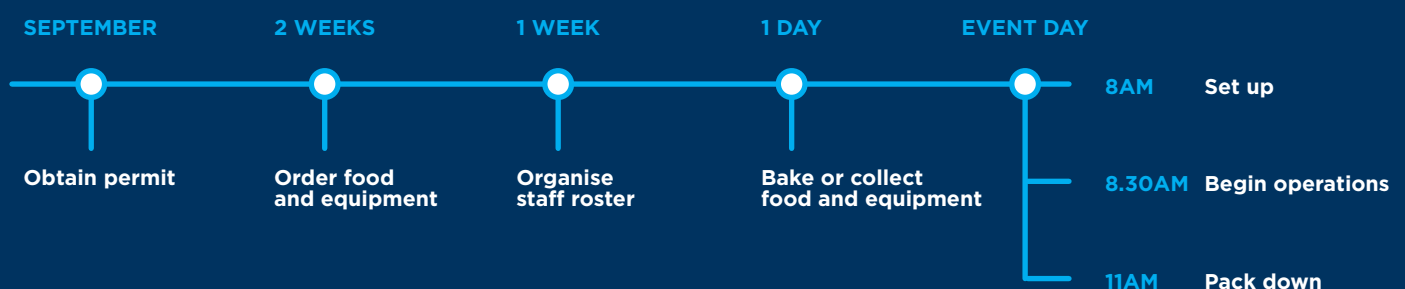 SEPTEMBER
Obtain permit
2 WEEKS
Order food
and equipment
1 WEEK
Organise
staff roster
1 DAY
Bake or collect
food and equipment
EVENT DAY
8AM Set up
8.30AM Begin operations
11AM Pack down